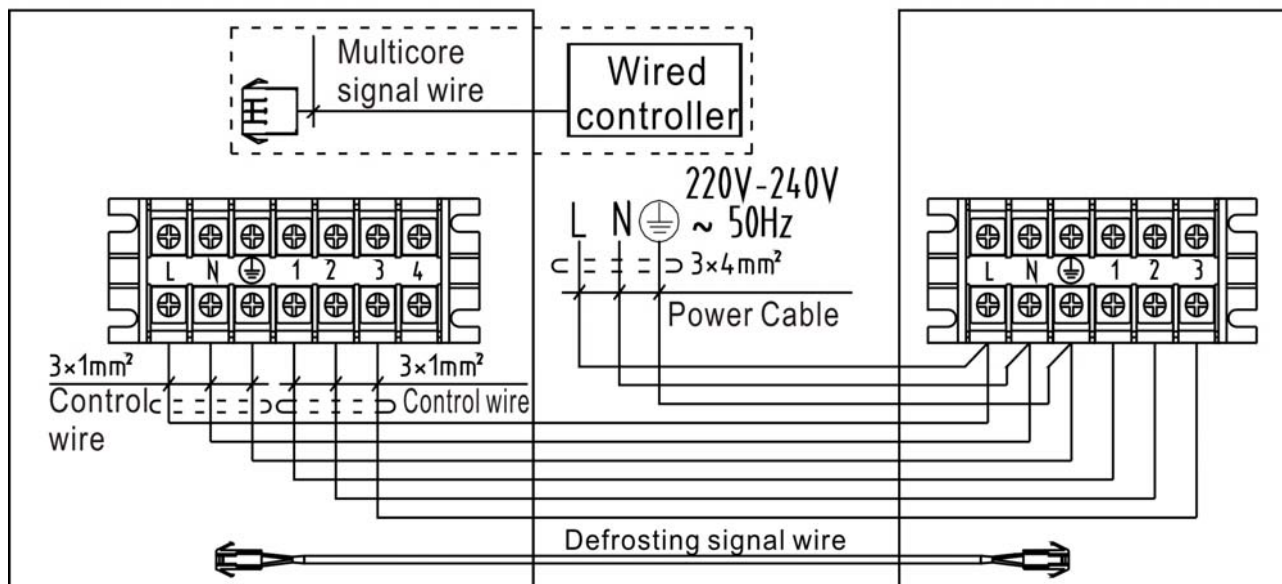 Multicore
signal wire
Wired
controller
L N 220V-240V
~ 50Hz
3×4mm²
Power Cable
L N 1 2 3 4
L N 1 2 3
3×1mm²
Control
wire
3×1mm²
Control wire
Defrosting signal wire